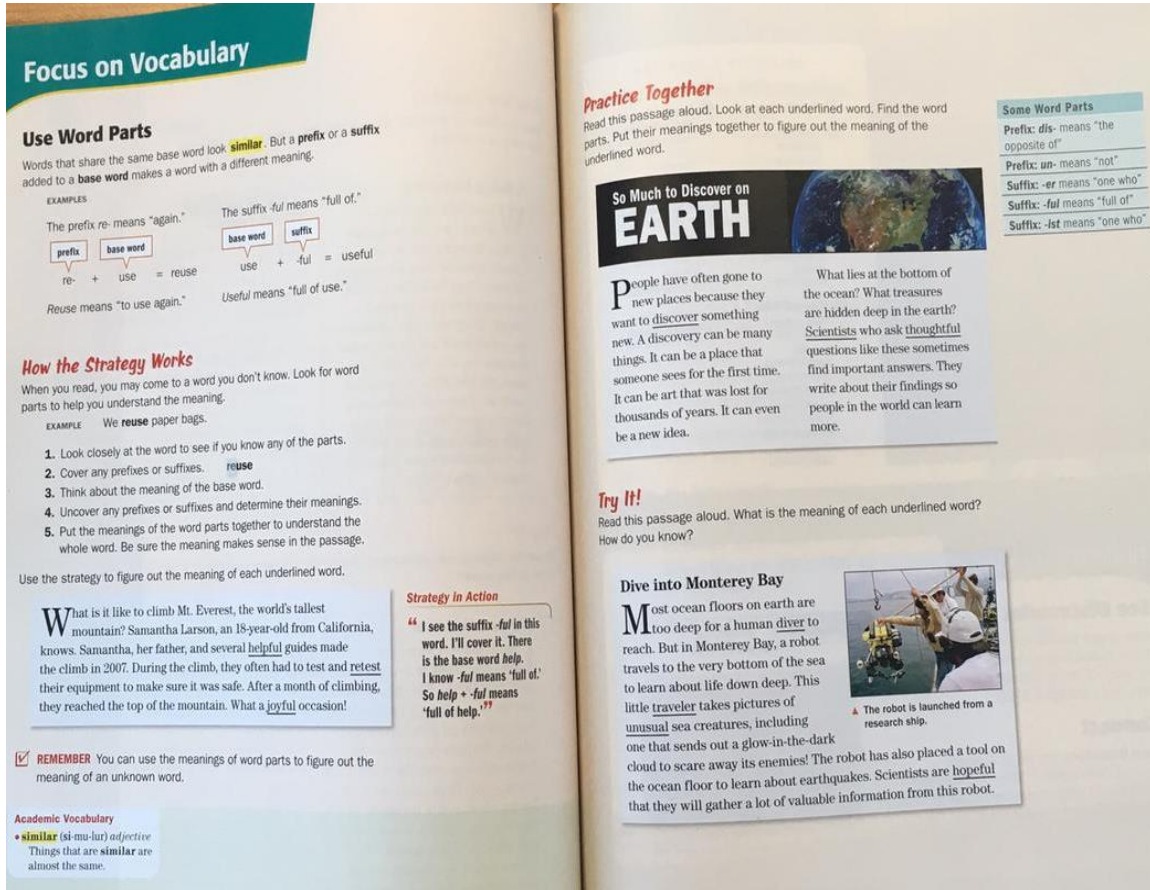 Focus on Vocabulary
Use Word Parts
Words that share the same base word look similar. But a prefix or a suffix
added to a base word makes a word with a different meaning.
EXAMPLES
The prefix re- means "again."
prefix
base word
re- + use = reuse
Reuse means "to use again."
The suffix -ful means "full of."
base word
suffix
use + -ful = useful
Useful means "full of use."
How the Strategy Works
When you read, you may come to a word you don't know. Look for word
parts to help you understand the meaning.
EXAMPLE We reuse paper bags.
1. Look closely at the word to see if you know any of the parts.
2. Cover any prefixes or suffixes. reuse
3. Think about the meaning of the base word.
4. Uncover any prefixes or suffixes and determine their meanings.
5. Put the meanings of the word parts together to understand the
whole word. Be sure the meaning makes sense in the passage.
Use the strategy to figure out the meaning of each underlined word.
What is it like to climb Mt. Everest, the world's tallest
mountain? Samantha Larson, an 18-year-old from California,
knows. Samantha, her father, and several helpful guides made
the climb in 2007. During the climb, they often had to test and retest
their equipment to make sure it was safe. After a month of climbing,
they reached the top of the mountain. What a joyful occasion!
Strategy in Action
"I see the suffix -ful in this
word. I'll cover it. There
is the base word help.
I know -ful means 'full of.'
So help + -ful means
'full of help.'"
REMEMBER You can use the meanings of word parts to figure out the
meaning of an unknown word.
Academic Vocabulary
• similar (si-mu-lur) adjective
Things that are similar are
almost the same.
Practice Together
Read this passage aloud. Look at each underlined word. Find the word
parts. Put their meanings together to figure out the meaning of the
underlined word.
Some Word Parts
Prefix: dis- means "the
opposite of"
Prefix: un- means "not"
Suffix: -er means "one who"
Suffix: -ful means "full of"
Suffix: -ist means "one who"
So Much to Discover on
EARTH
People have often gone to
new places because they
want to discover something
new. A discovery can be many
things. It can be a place that
someone sees for the first time.
It can be art that was lost for
thousands of years. It can even
be a new idea.
What lies at the bottom of
the ocean? What treasures
are hidden deep in the earth?
Scientists who ask thoughtful
questions like these sometimes
find important answers. They
write about their findings so
people in the world can learn
more.
Try It!
Read this passage aloud. What is the meaning of each underlined word?
How do you know?
Dive into Monterey Bay
Most ocean floors on earth are
too deep for a human diver to
reach. But in Monterey Bay, a robot
travels to the very bottom of the sea
to learn about life down deep. This
little traveler takes pictures of
unusual sea creatures, including
one that sends out a glow-in-the-dark
cloud to scare away its enemies! The robot has also placed a tool on
the ocean floor to learn about earthquakes. Scientists are hopeful
that they will gather a lot of valuable information from this robot.
▲ The robot is launched from a
research ship.